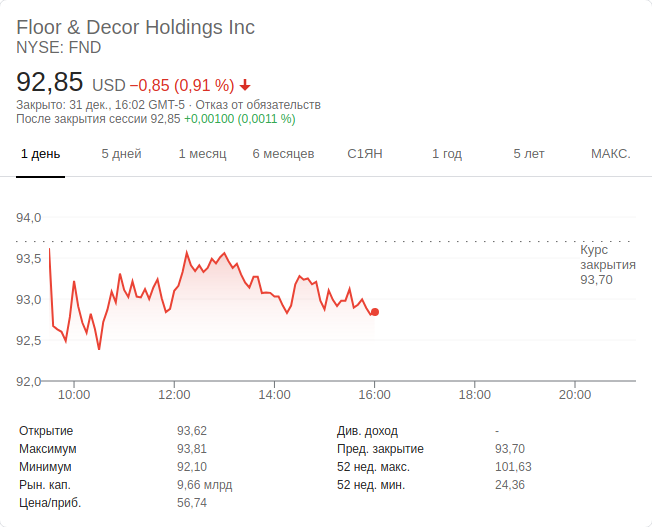 Floor & Decor Holdings Inc
NYSE: FND
92,85 USD −0,85 (0,91 %)
Закрыто: 31 дек., 16:02 GMT-5 · Отказ от обязательств
После закрытия сессии 92,85 +0,00100 (0,0011 %)
1 день 5 дней 1 месяц 6 месяцев С1ЯН 1 год 5 лет МАКС.
94,0
93,5
93,0
92,5
92,0
Курс
закрытия
93,70
10:00 12:00 14:00 16:00 18:00 20:00
Открытие 93,62 Див. доход -
Максимум 93,81 Пред. закрытие 93,70
Минимум 92,10 52 нед. макс. 101,63
Рын. кап. 9,66 млрд 52 нед. мин. 24,36
Цена/приб. 56,74